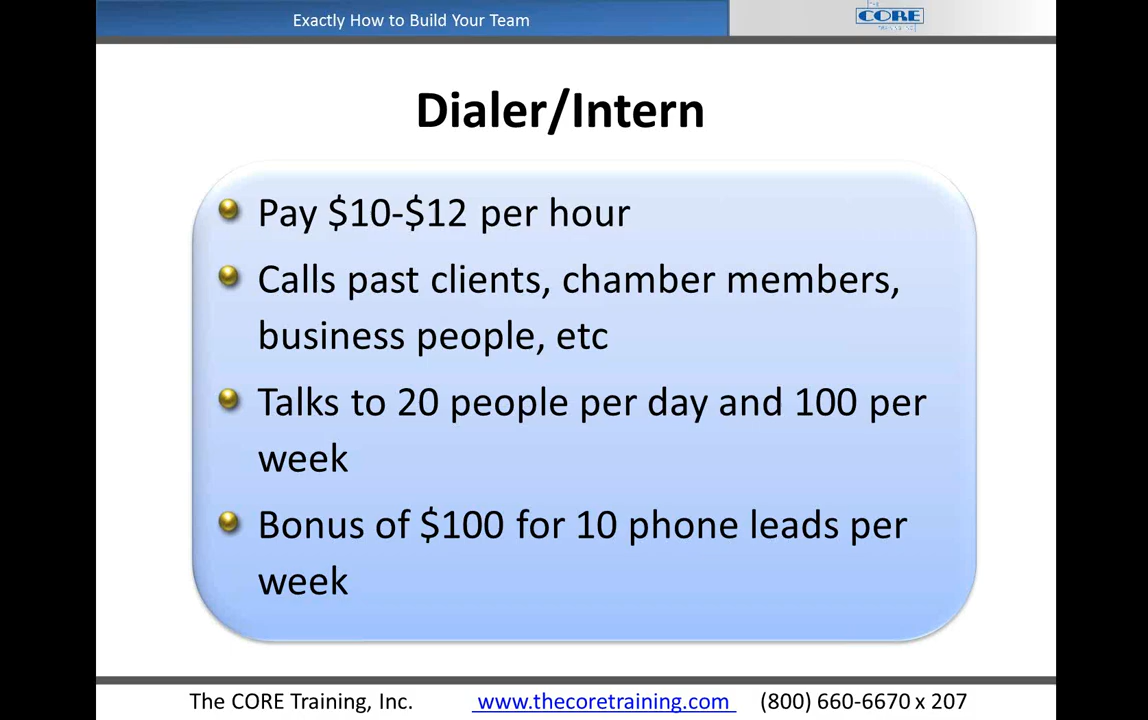 Exactly How to Build Your Team
THE
CORE
TRAINING
Dialer/Intern
Pay $10-$12 per hour
Calls past clients, chamber members,
business people, etc
Talks to 20 people per day and 100 per
week
Bonus of $100 for 10 phone leads per
week
The CORE Training, Inc. www.thecoretraining.com (800) 660-6670 x 207